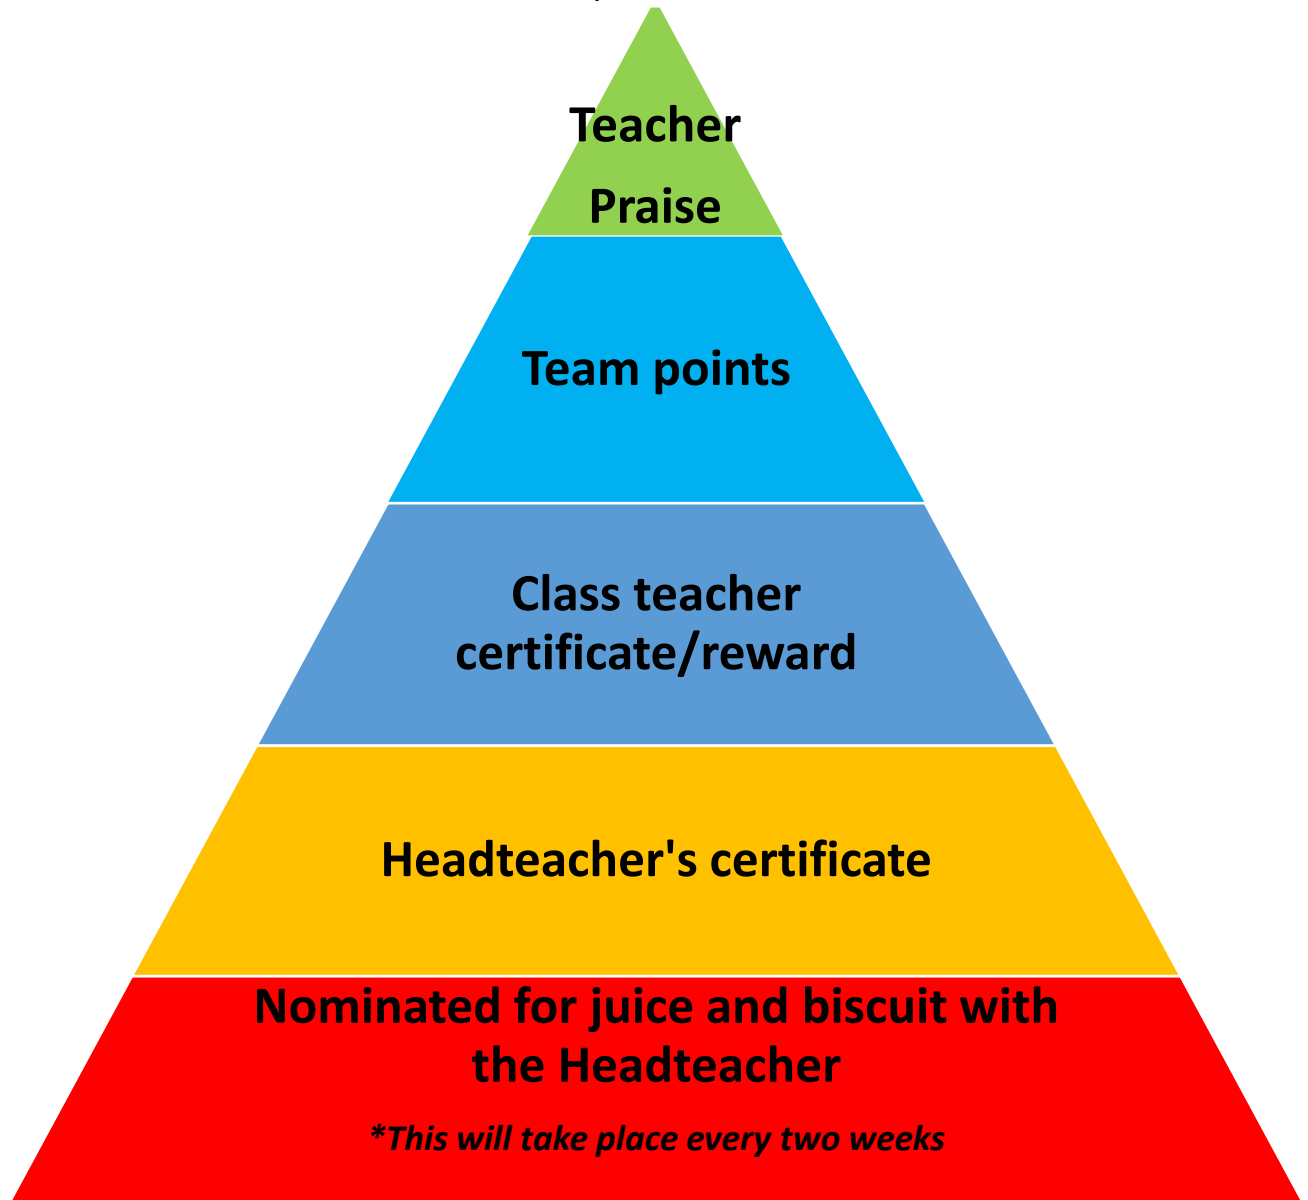 Teacher
Praise
Team points
Class teacher
certificate/reward
Headteacher's certificate
Nominated for juice and biscuit with
the Headteacher
*This will take place every two weeks